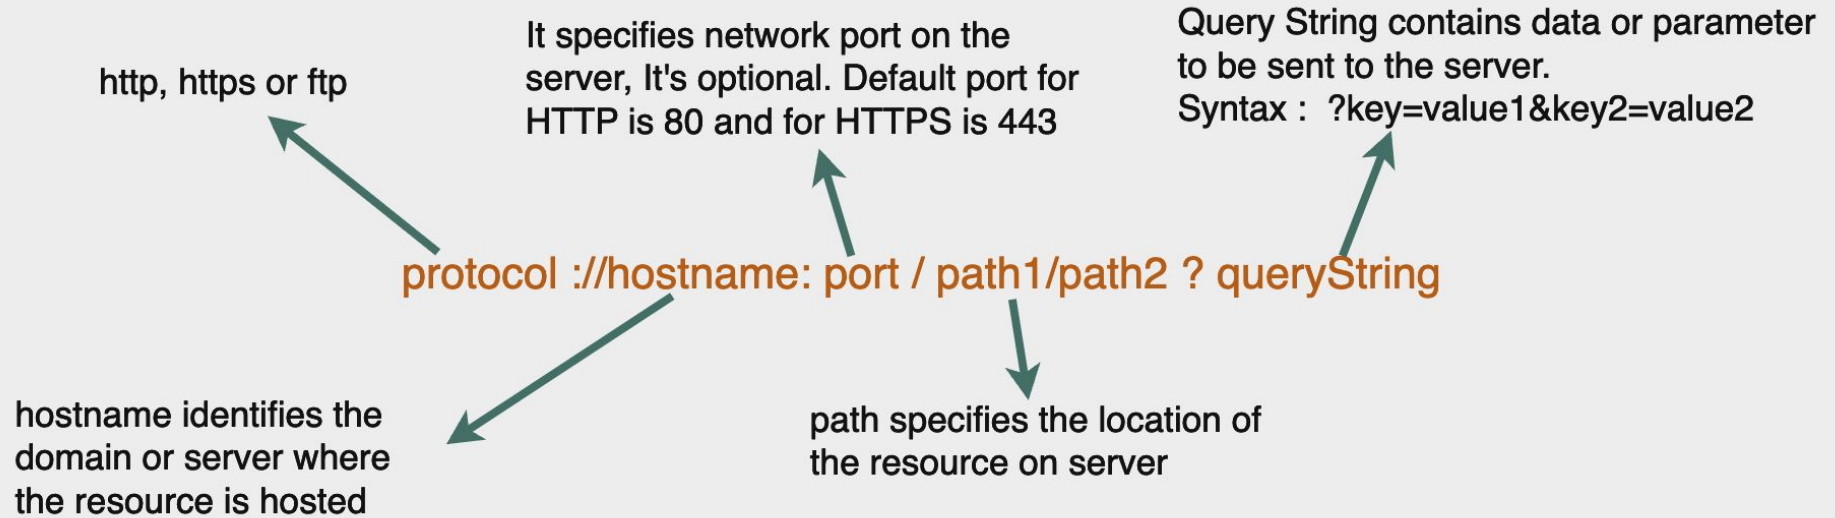 http, https or ftp
It specifies network port on the
server, It's optional. Default port for
HTTP is 80 and for HTTPS is 443
Query String contains data or parameter
to be sent to the server.
Syntax : ?key=value1&key2=value2
protocol ://hostname: port / path1/path2 ? queryString
hostname identifies the
domain or server where
the resource is hosted
path specifies the location of
the resource on server